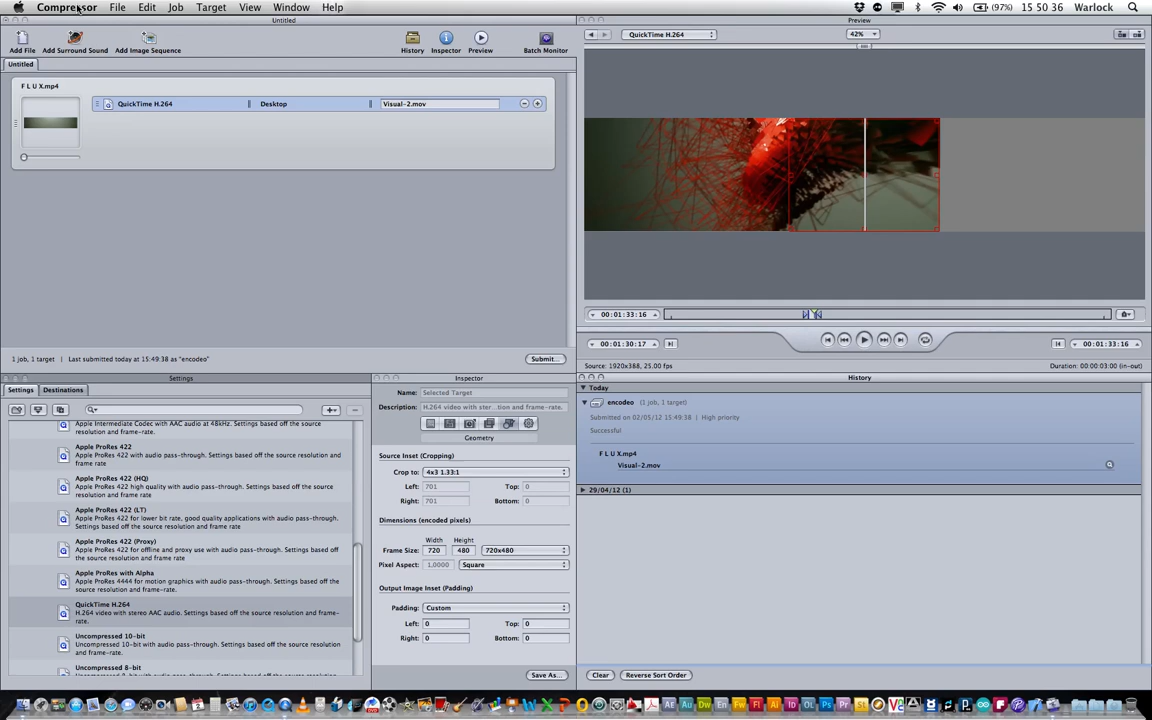 Compressor File Edit Job Target View Window Help (97%) 15 50 36 Warlock
Untitled
Preview
Add File Add Surround Sound Add Image Sequence History Inspector Preview Batch Monitor
QuickTime H.264 42%
Untitled
F L U X.mp4
QuickTime H.264 Desktop Visual-2.mov
00:01:33:16
00:01:30:17 00:01:33:16
1 job, 1 target | Last submitted today at 15:49:38 as "encodeo" Submit...
Source: 1920x388, 25.00 fps Duration: 00:00:03:00 (in-out)
Settings
Settings Destinations
Apple Intermediate Codec with AAC audio at 48kHz. Settings based off the source
resolution and frame-rate.
Apple ProRes 422
Apple ProRes 422 with audio pass-through. Settings based off the source resolution and
frame rate
Apple ProRes 422 (HQ)
Apple ProRes 422 high quality with audio pass-through. Settings based off the source
resolution and frame rate
Apple ProRes 422 (LT)
Apple ProRes 422 for lower bit rate, good quality applications with audio pass-through.
Settings based off the source resolution and frame rate
Apple ProRes 422 (Proxy)
Apple ProRes 422 for offline and proxy use with audio pass-through. Settings based off
the source resolution and frame rate
Apple ProRes with Alpha
Apple ProRes 4444 for motion graphics with audio pass-through. Settings based off the
source resolution and frame-rate.
QuickTime H.264
H.264 video with stereo AAC audio. Settings based off the source resolution and frame-
rate.
Uncompressed 10-bit
Uncompressed 10-bit with audio pass-through. Settings based off the source resolution
and frame-rate.
Uncompressed 8-bit
Inspector
Name: Selected Target
Description: H.264 video with ster...tion and frame-rate.
Geometry
Source Inset (Cropping)
Crop to: 4x3 1.33:1
Left: 701 Top: 0
Right: 701 Bottom: 0
Dimensions (encoded pixels)
Width Height
Frame Size: 720 480 720x480
Pixel Aspect: 1,0000 Square
Output Image Inset (Padding)
Padding: Custom
Left: 0 Top: 0
Right: 0 Bottom: 0
Save As...
History
Today
encodeo (1 job, 1 target)
Submitted on 02/05/12 15:49:38 | High priority
Successful
F L U X.mp4
Visual-2.mov
29/04/12 (1)
Clear Reverse Sort Order